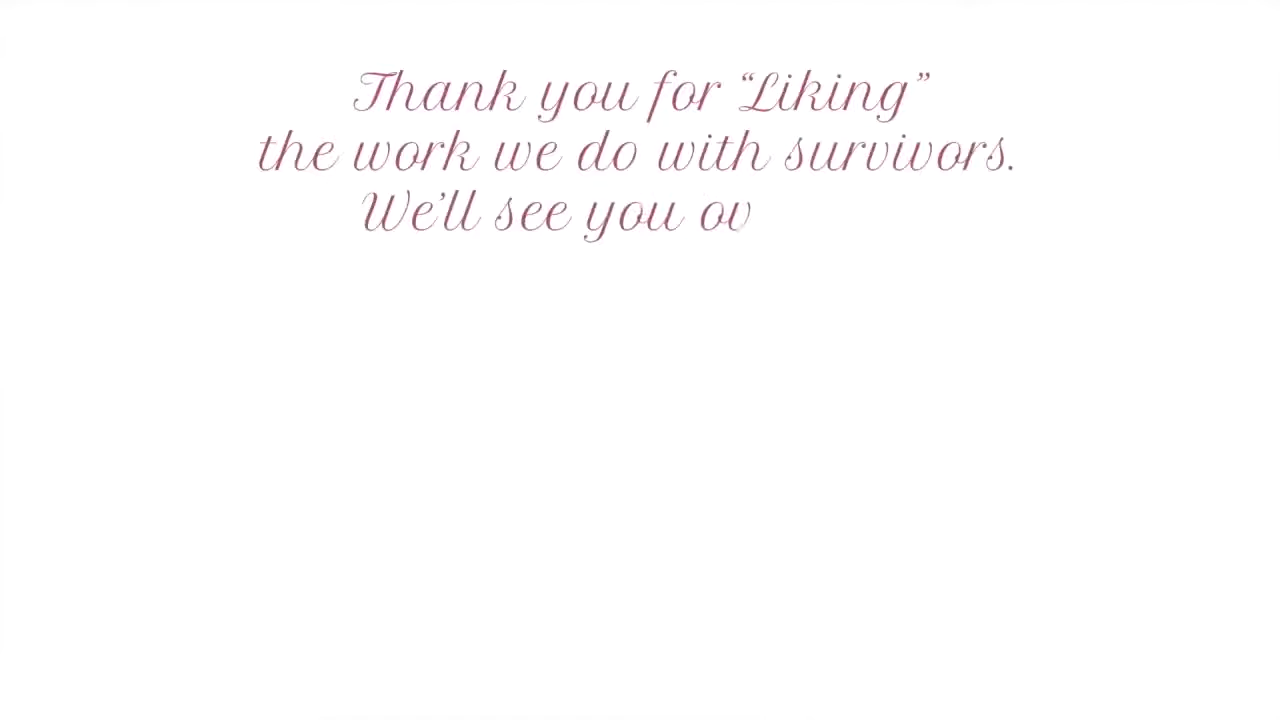 Thank you for “Liking”
the work we do with survivors.
We’ll see you ov